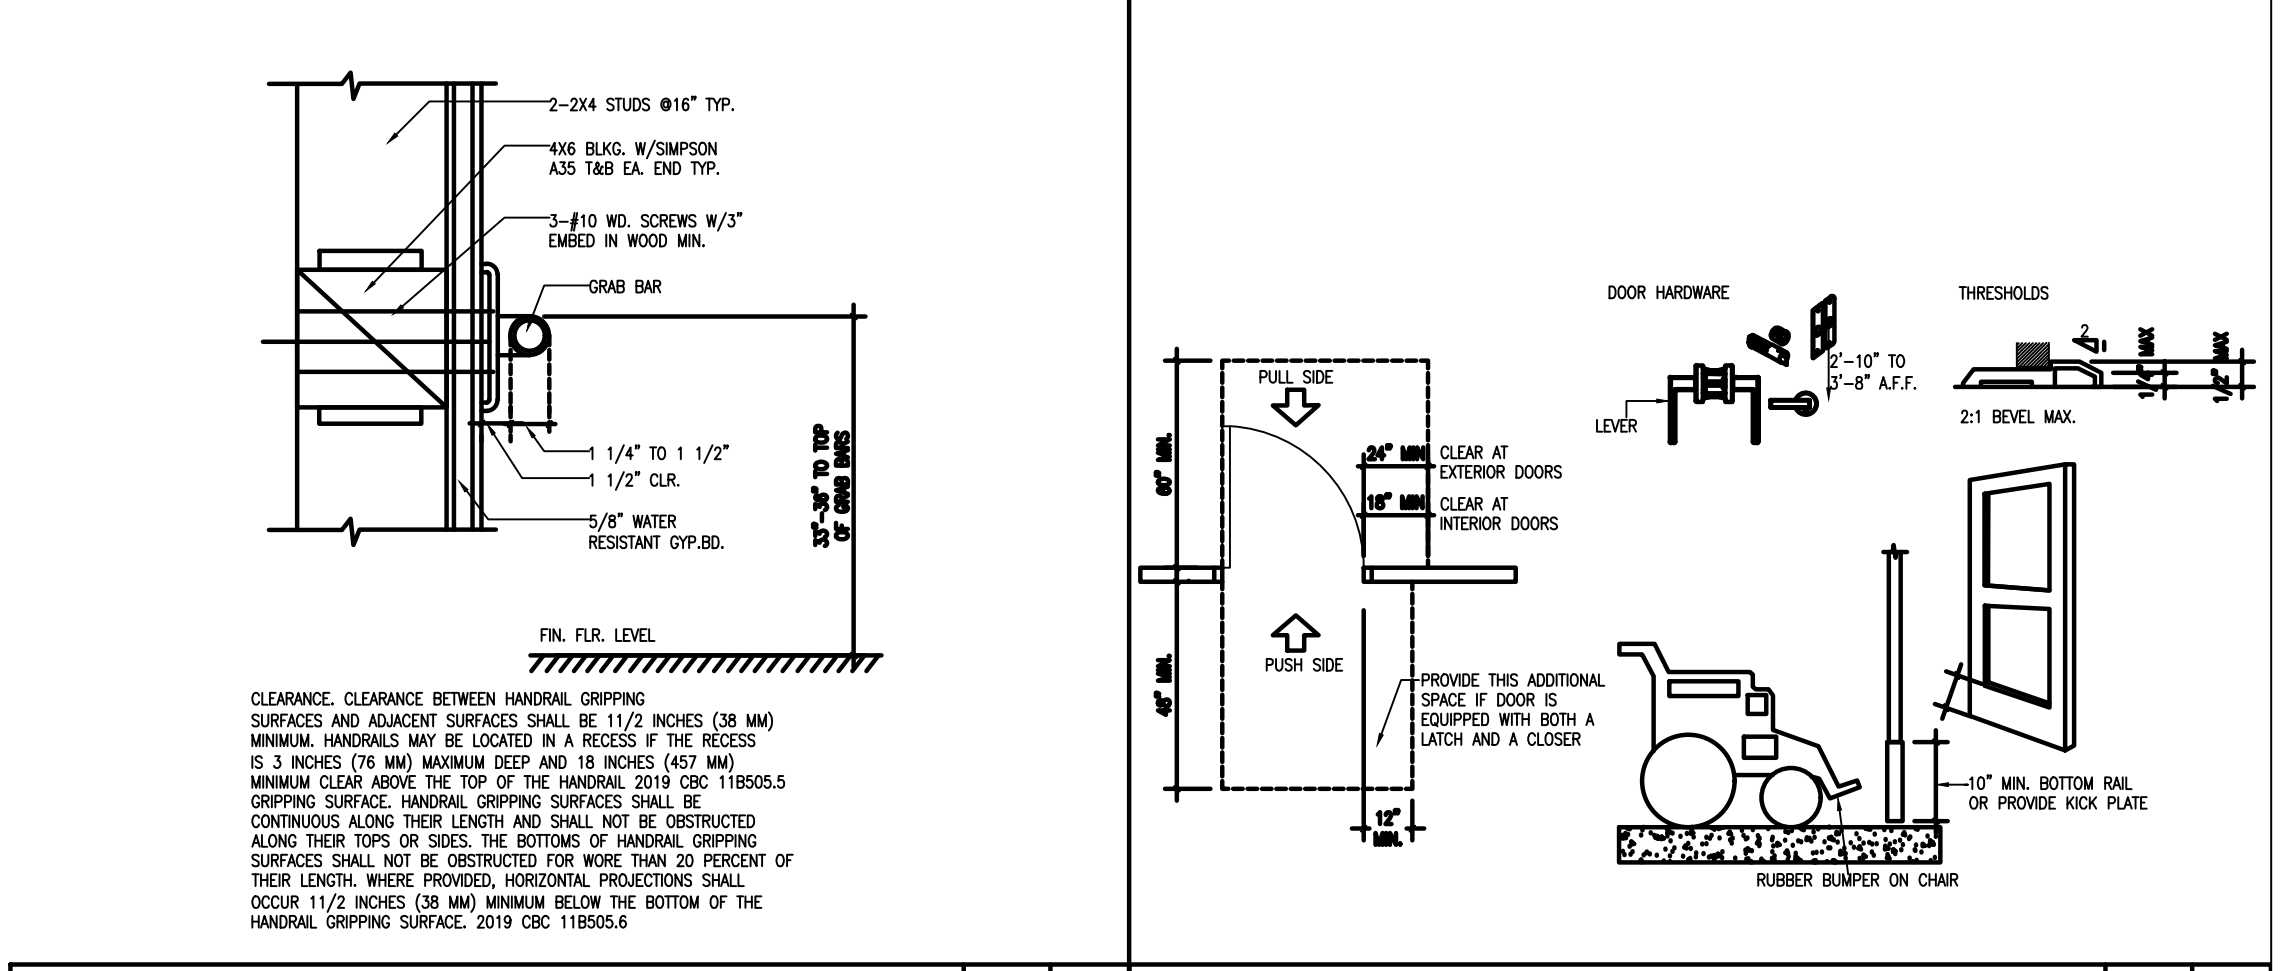 2-2X4 STUDS @16" TYP.
4X6 BLKG. W/SIMPSON
A35 T&B EA. END TYP.
3-#10 WD. SCREWS W/3"
EMBED IN WOOD MIN.
GRAB BAR
1 1/4" TO 1 1/2"
1 1/2" CLR.
5/8" WATER
RESISTANT GYP.BD.
33"-36" TO TOP
OF GRAB BARS
FIN. FLR. LEVEL
CLEARANCE. CLEARANCE BETWEEN HANDRAIL GRIPPING
SURFACES AND ADJACENT SURFACES SHALL BE 11/2 INCHES (38 MM)
MINIMUM. HANDRAILS MAY BE LOCATED IN A RECESS IF THE RECESS
IS 3 INCHES (76 MM) MAXIMUM DEEP AND 18 INCHES (457 MM)
MINIMUM CLEAR ABOVE THE TOP OF THE HANDRAIL 2019 CBC 11B505.5
GRIPPING SURFACE. HANDRAIL GRIPPING SURFACES SHALL BE
CONTINUOUS ALONG THEIR LENGTH AND SHALL NOT BE OBSTRUCTED
ALONG THEIR TOPS OR SIDES. THE BOTTOMS OF HANDRAIL GRIPPING
SURFACES SHALL NOT BE OBSTRUCTED FOR WORE THAN 20 PERCENT OF
THEIR LENGTH. WHERE PROVIDED, HORIZONTAL PROJECTIONS SHALL
OCCUR 11/2 INCHES (38 MM) MINIMUM BELOW THE BOTTOM OF THE
HANDRAIL GRIPPING SURFACE. 2019 CBC 11B505.6
PULL SIDE
60" MIN.
24" MIN
CLEAR AT
EXTERIOR DOORS
18" MIN
CLEAR AT
INTERIOR DOORS
PUSH SIDE
48" MIN.
PROVIDE THIS ADDITIONAL
SPACE IF DOOR IS
EQUIPPED WITH BOTH A
LATCH AND A CLOSER
12"
MIN.
DOOR HARDWARE
2'-10" TO
3'-8" A.F.F.
LEVER
THRESHOLDS
2
1
1/4" MAX
1/2" MAX
2:1 BEVEL MAX.
10" MIN. BOTTOM RAIL
OR PROVIDE KICK PLATE
RUBBER BUMPER ON CHAIR